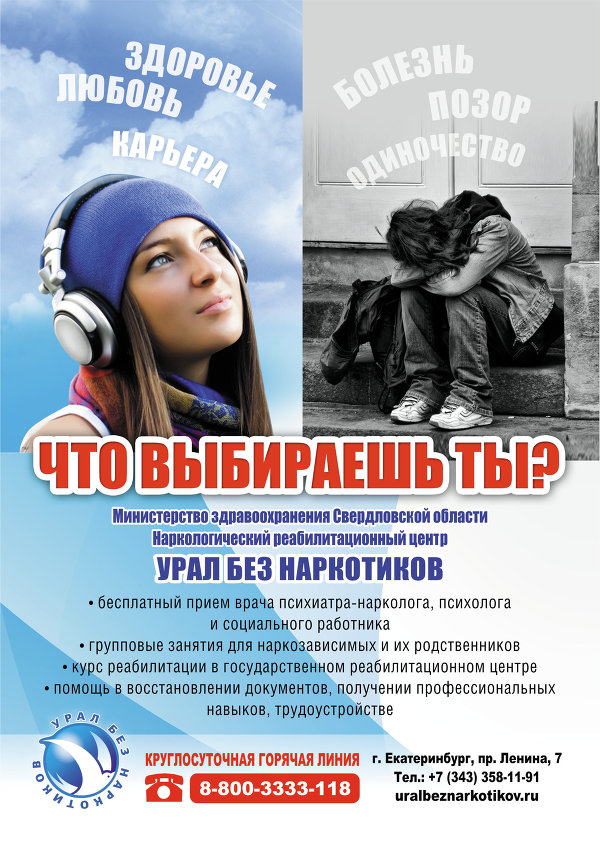 ЗДОРОВЬЕ
ЛЮБОВЬ
КАРЬЕРА
БОЛЕЗНЬ
ПОЗОР
ОДИНОЧЕСТВО
ЧТО ВЫБИРАЕШЬ ТЫ?
Министерство здравоохранения Свердловской области
Наркологический реабилитационный центр
УРАЛ БЕЗ НАРКОТИКОВ
• бесплатный прием врача психиатра-нарколога, психолога
и социального работника
• групповые занятия для наркозависимых и их родственников
• курс реабилитации в государственном реабилитационном центре
• помощь в восстановлении документов, получении профессиональных
навыков, трудоустройстве
УРАЛ БЕЗ НАРКОТИКОВ
КРУГЛОСУТОЧНАЯ ГОРЯЧАЯ ЛИНИЯ
8-800-3333-118
г. Екатеринбург, пр. Ленина, 7
Тел.: +7 (343) 358-11-91
uralbeznarkotikov.ru